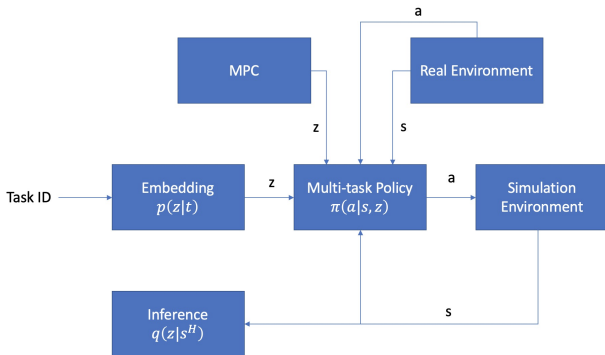 a
MPC
Real Environment
z
s
Task ID
Embedding
p(z|t)
z
Multi-task Policy
π(a|s, z)
a
Simulation
Environment
Inference
q(z|s^H)
s